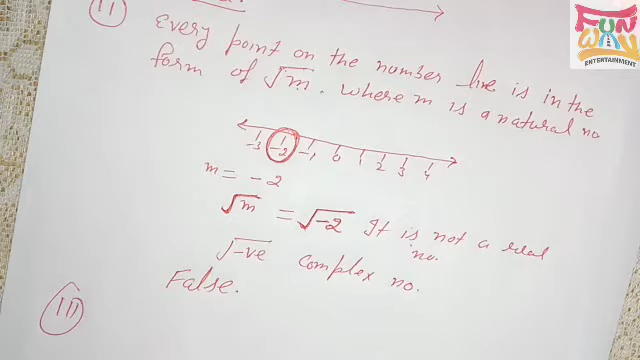 (ii)
Every point on the number line is in the
form of √m. where m is a natural no
-3 -2 -1 0 1 2 3 4
m = -2
√m = √-2 It is not a real
no.
√-ve complex no.
False.
(iii)
FUN
WAY
ENTERTAINMENT